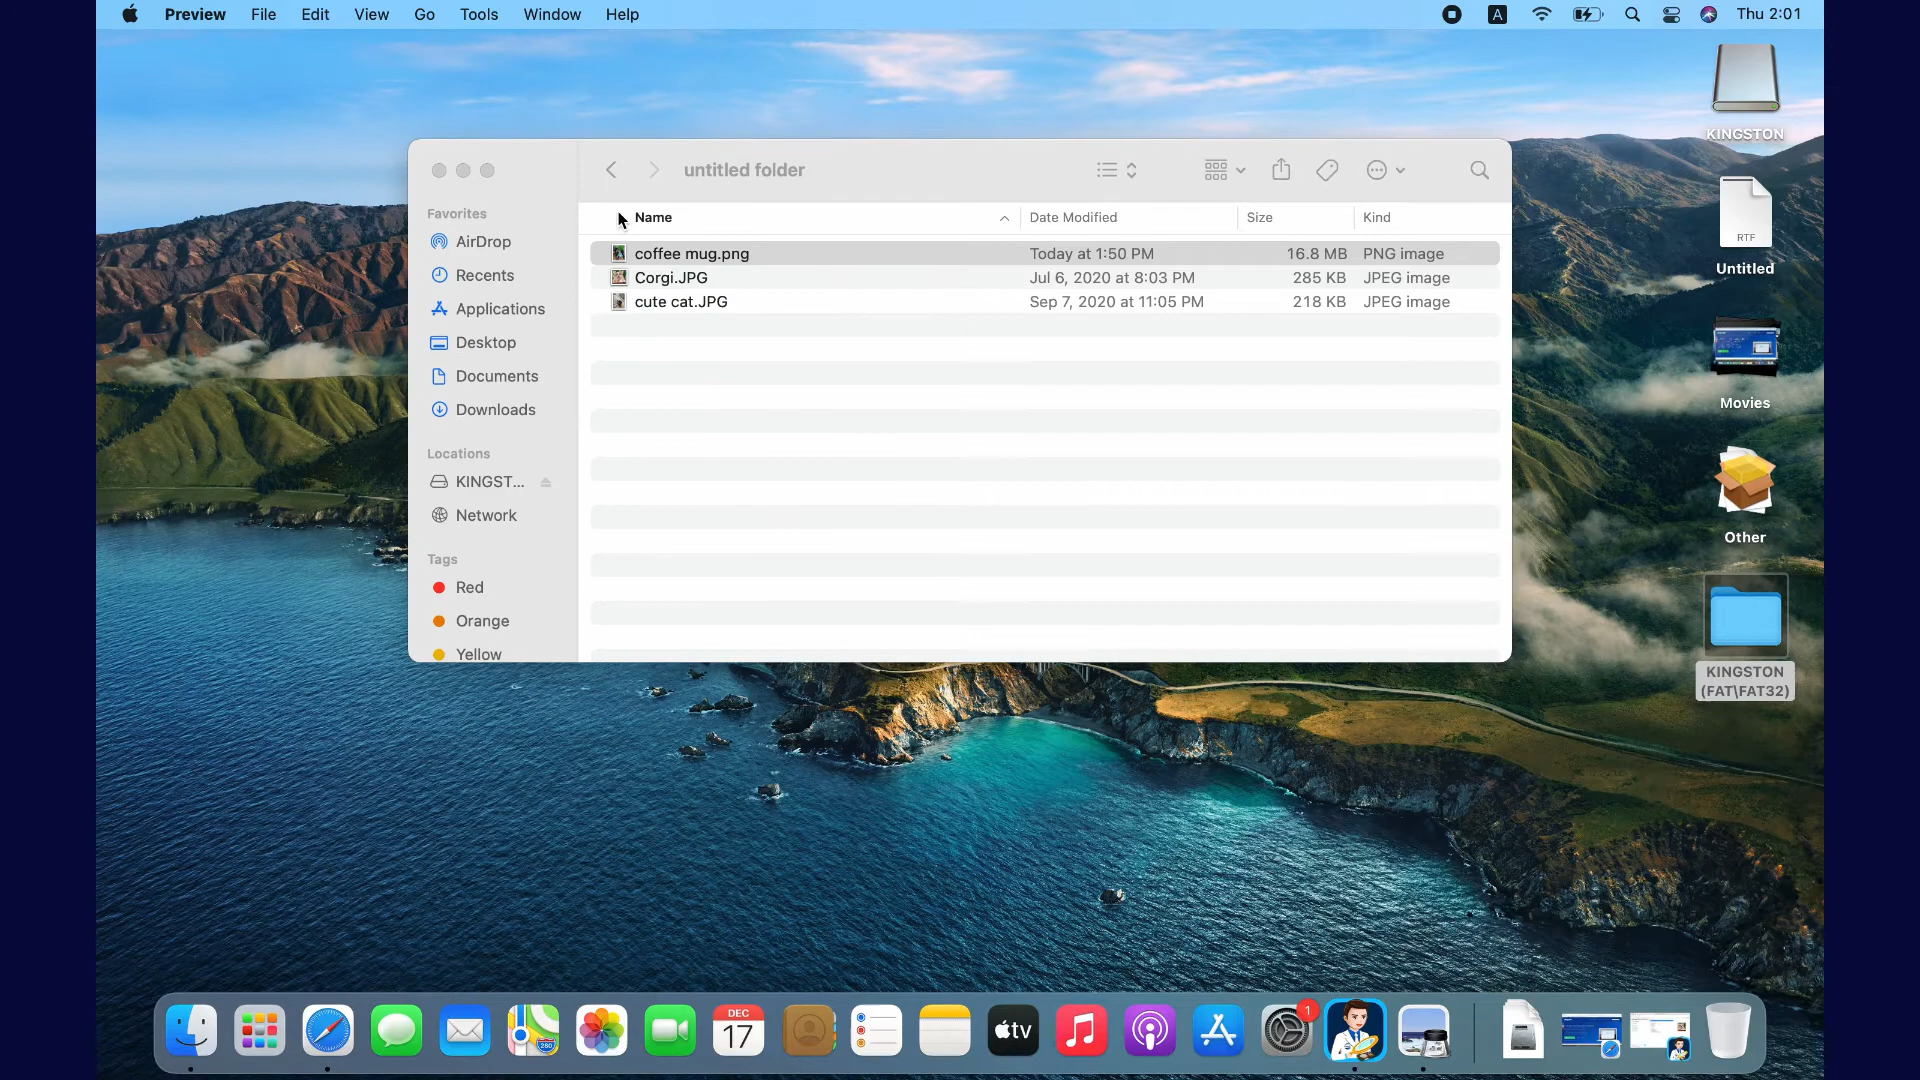 Preview File Edit View Go Tools Window Help
A
Thu 2:01
KINGSTON
RTF
Untitled
Movies
Other
KINGSTON
(FAT\FAT32)
untitled folder
Favorites
AirDrop
Recents
Applications
Desktop
Documents
Downloads
Locations
KINGST...
Network
Tags
Red
Orange
Yellow
Name Date Modified Size Kind
coffee mug.png Today at 1:50 PM 16.8 MB PNG image
Corgi.JPG Jul 6, 2020 at 8:03 PM 285 KB JPEG image
cute cat.JPG Sep 7, 2020 at 11:05 PM 218 KB JPEG image
280
DEC
17
tv
1